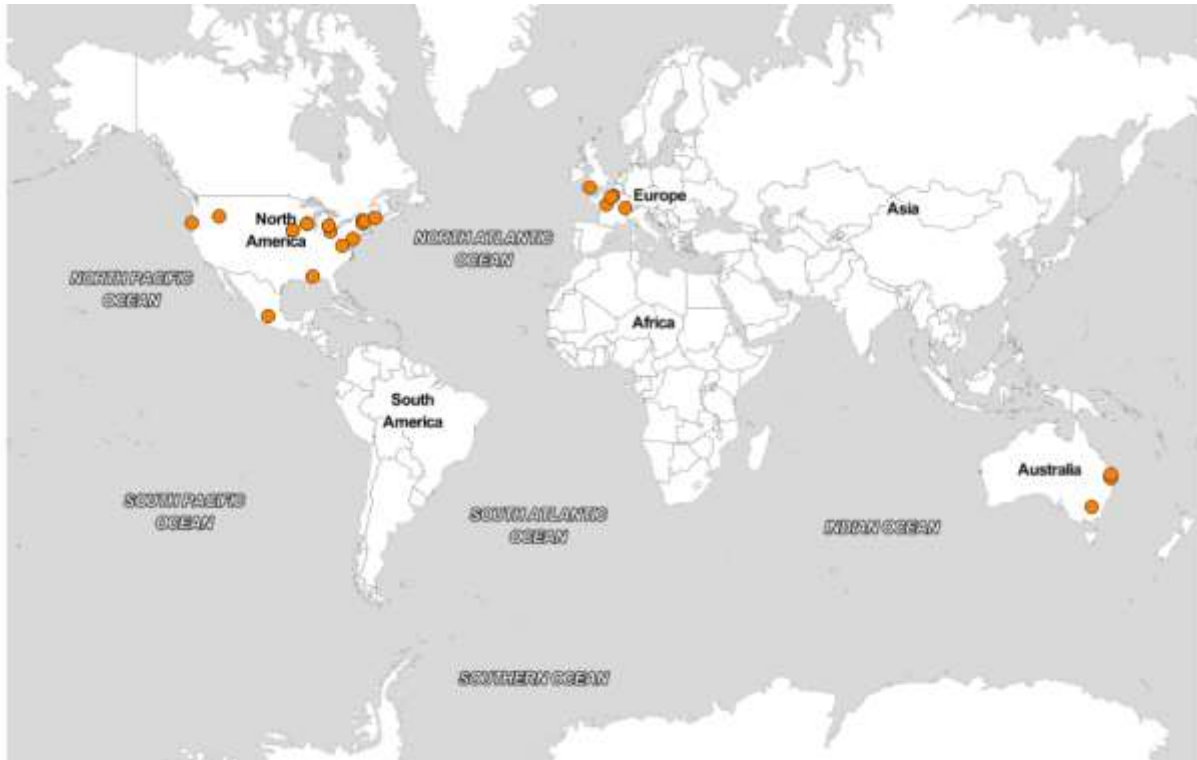 Europe
Asia
North
America
NORTH ATLANTIC
OCEAN
NORTH PACIFIC
OCEAN
Africa
South
America
Australia
SOUTH PACIFIC
OCEAN
SOUTH ATLANTIC
OCEAN
INDIAN OCEAN
SOUTHERN OCEAN